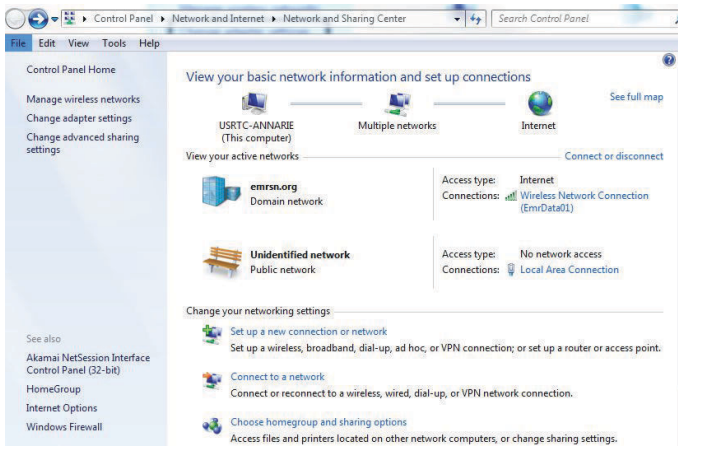 Control Panel ▸ Network and Internet ▸ Network and Sharing Center
Search Control Panel
File Edit View Tools Help
Control Panel Home
Manage wireless networks
Change adapter settings
Change advanced sharing
settings
View your basic network information and set up connections
See full map
USRTC-ANNARIE
(This computer)
Multiple networks
Internet
View your active networks
Connect or disconnect
emrsn.org
Domain network
Access type: Internet
Connections: Wireless Network Connection
(EmrData01)
Unidentified network
Public network
Access type: No network access
Connections: Local Area Connection
Change your networking settings
Set up a new connection or network
Set up a wireless, broadband, dial-up, ad hoc, or VPN connection; or set up a router or access point.
Connect to a network
Connect or reconnect to a wireless, wired, dial-up, or VPN network connection.
Choose homegroup and sharing options
Access files and printers located on other network computers, or change sharing settings.
See also
Akamai NetSession Interface
Control Panel (32-bit)
HomeGroup
Internet Options
Windows Firewall